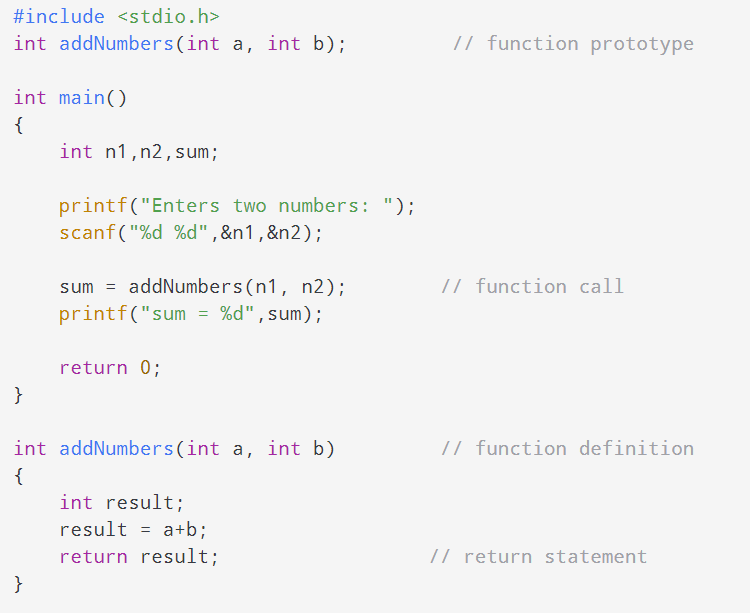 #include <stdio.h>
int addNumbers(int a, int b);         // function prototype
int main()
{
    int n1,n2,sum;
    printf("Enters two numbers: ");
    scanf("%d %d",&n1,&n2);
    sum = addNumbers(n1, n2);        // function call
    printf("sum = %d",sum);
    return 0;
}
int addNumbers(int a, int b)         // function definition
{
    int result;
    result = a+b;
    return result;                  // return statement
}